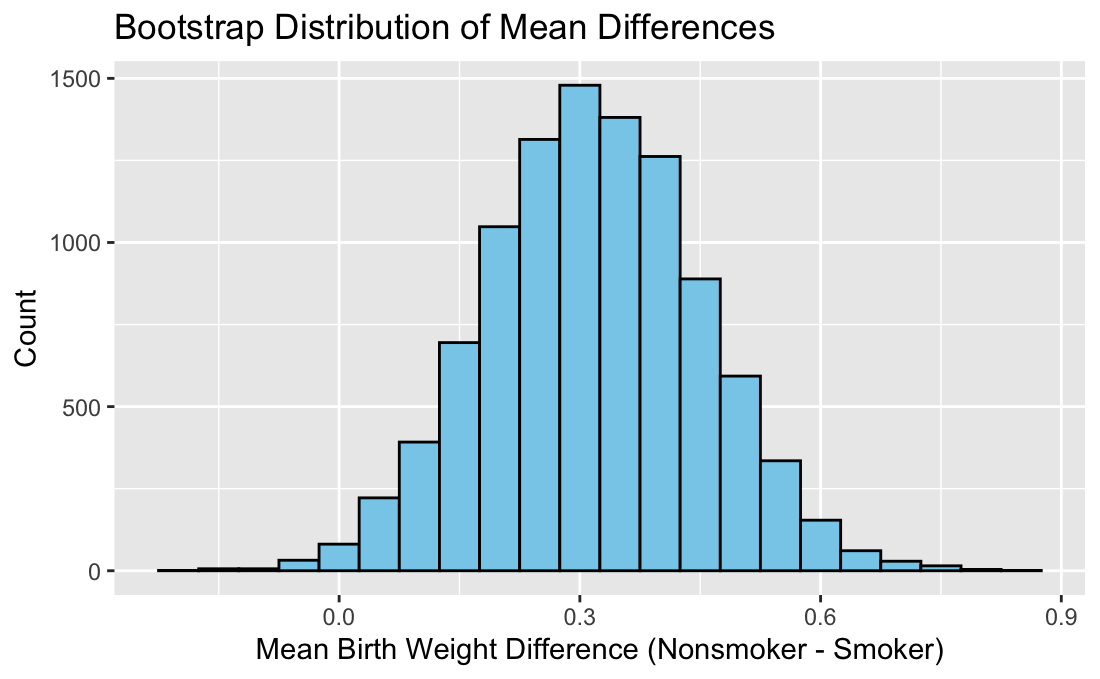 Bootstrap Distribution of Mean Differences
1500
1000
500
0
Count
0.0 0.3 0.6 0.9
Mean Birth Weight Difference (Nonsmoker - Smoker)